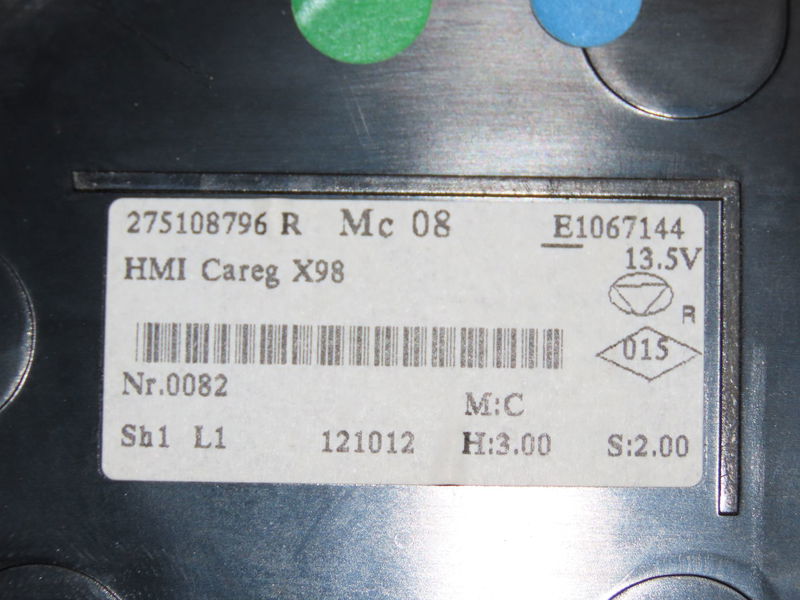 275108796 R Mc 08 E1067144
13.5V
HMI Careg X98
R
015
Nr.0082
M:C
Sh1 L1 121012 H:3.00 S:2.00